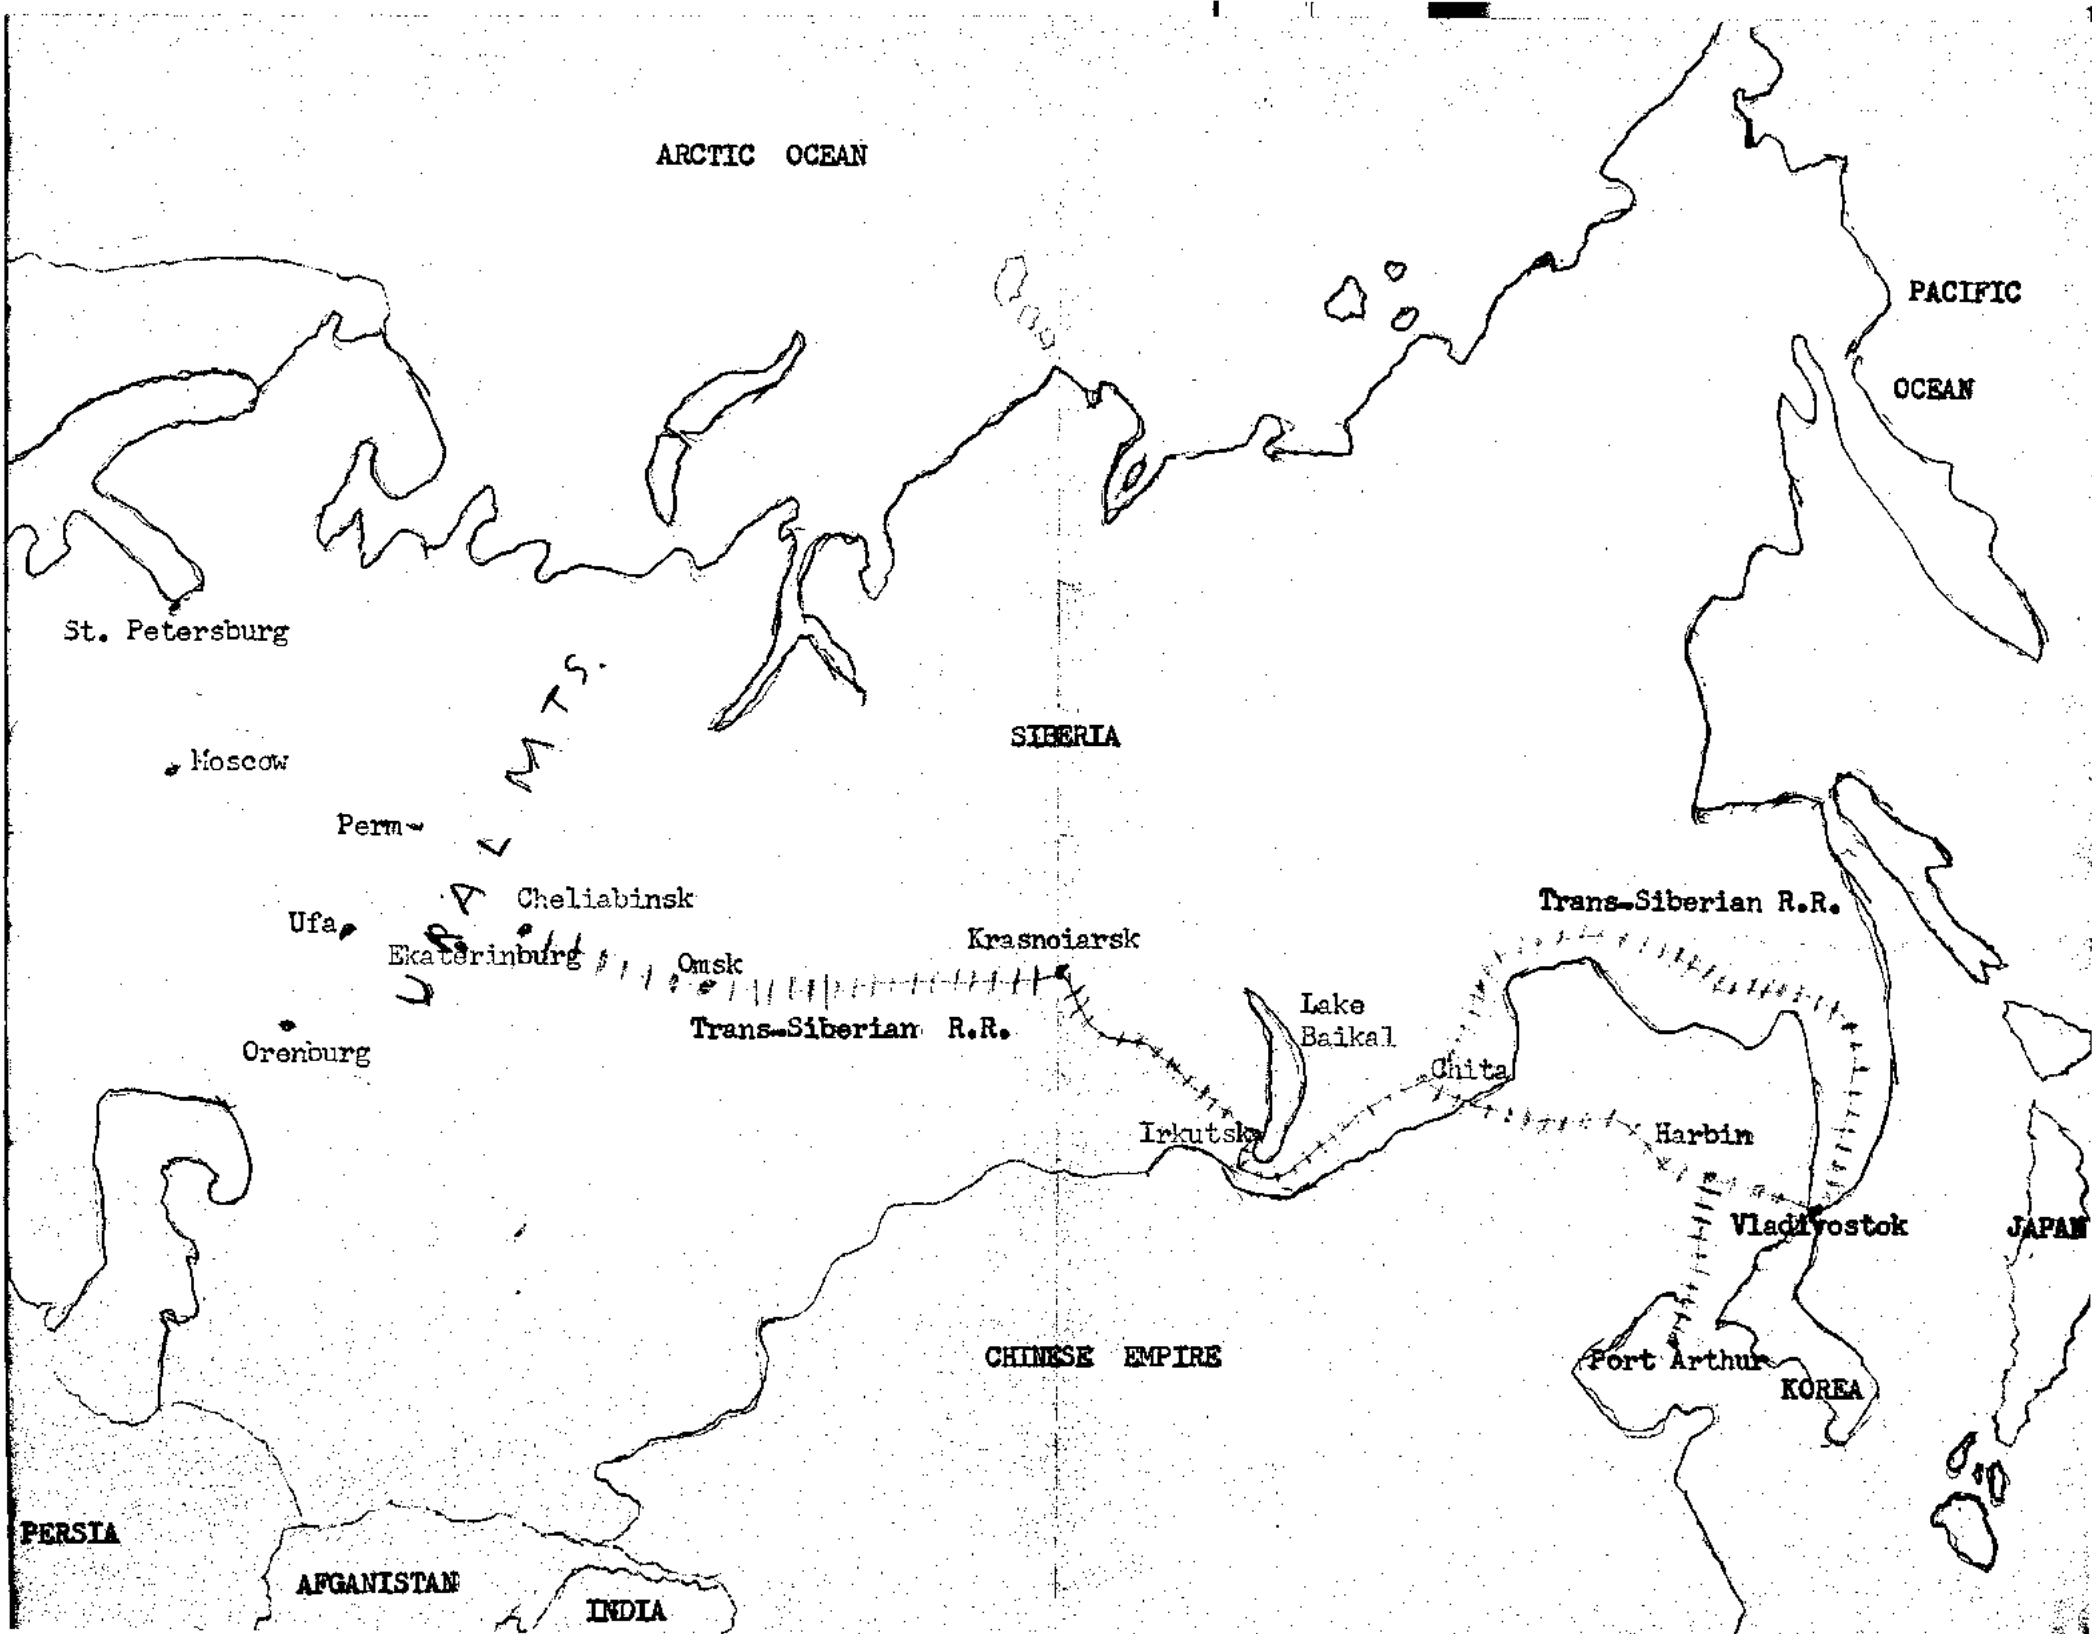 ARCTIC OCEAN
PACIFIC
OCEAN
St. Petersburg
SIBERIA
Moscow
URAL MTS.
Perm
Cheliabinsk
Ufa
Ekaterinburg
Omsk
Krasnoiarsk
Trans-Siberian R.R.
Trans-Siberian R.R.
Lake
Baikal
Orenburg
Chita
Irkutsk
Harbin
Vladivostok
JAPAN
CHINESE EMPIRE
Port Arthur
KOREA
PERSIA
AFGANISTAN
INDIA